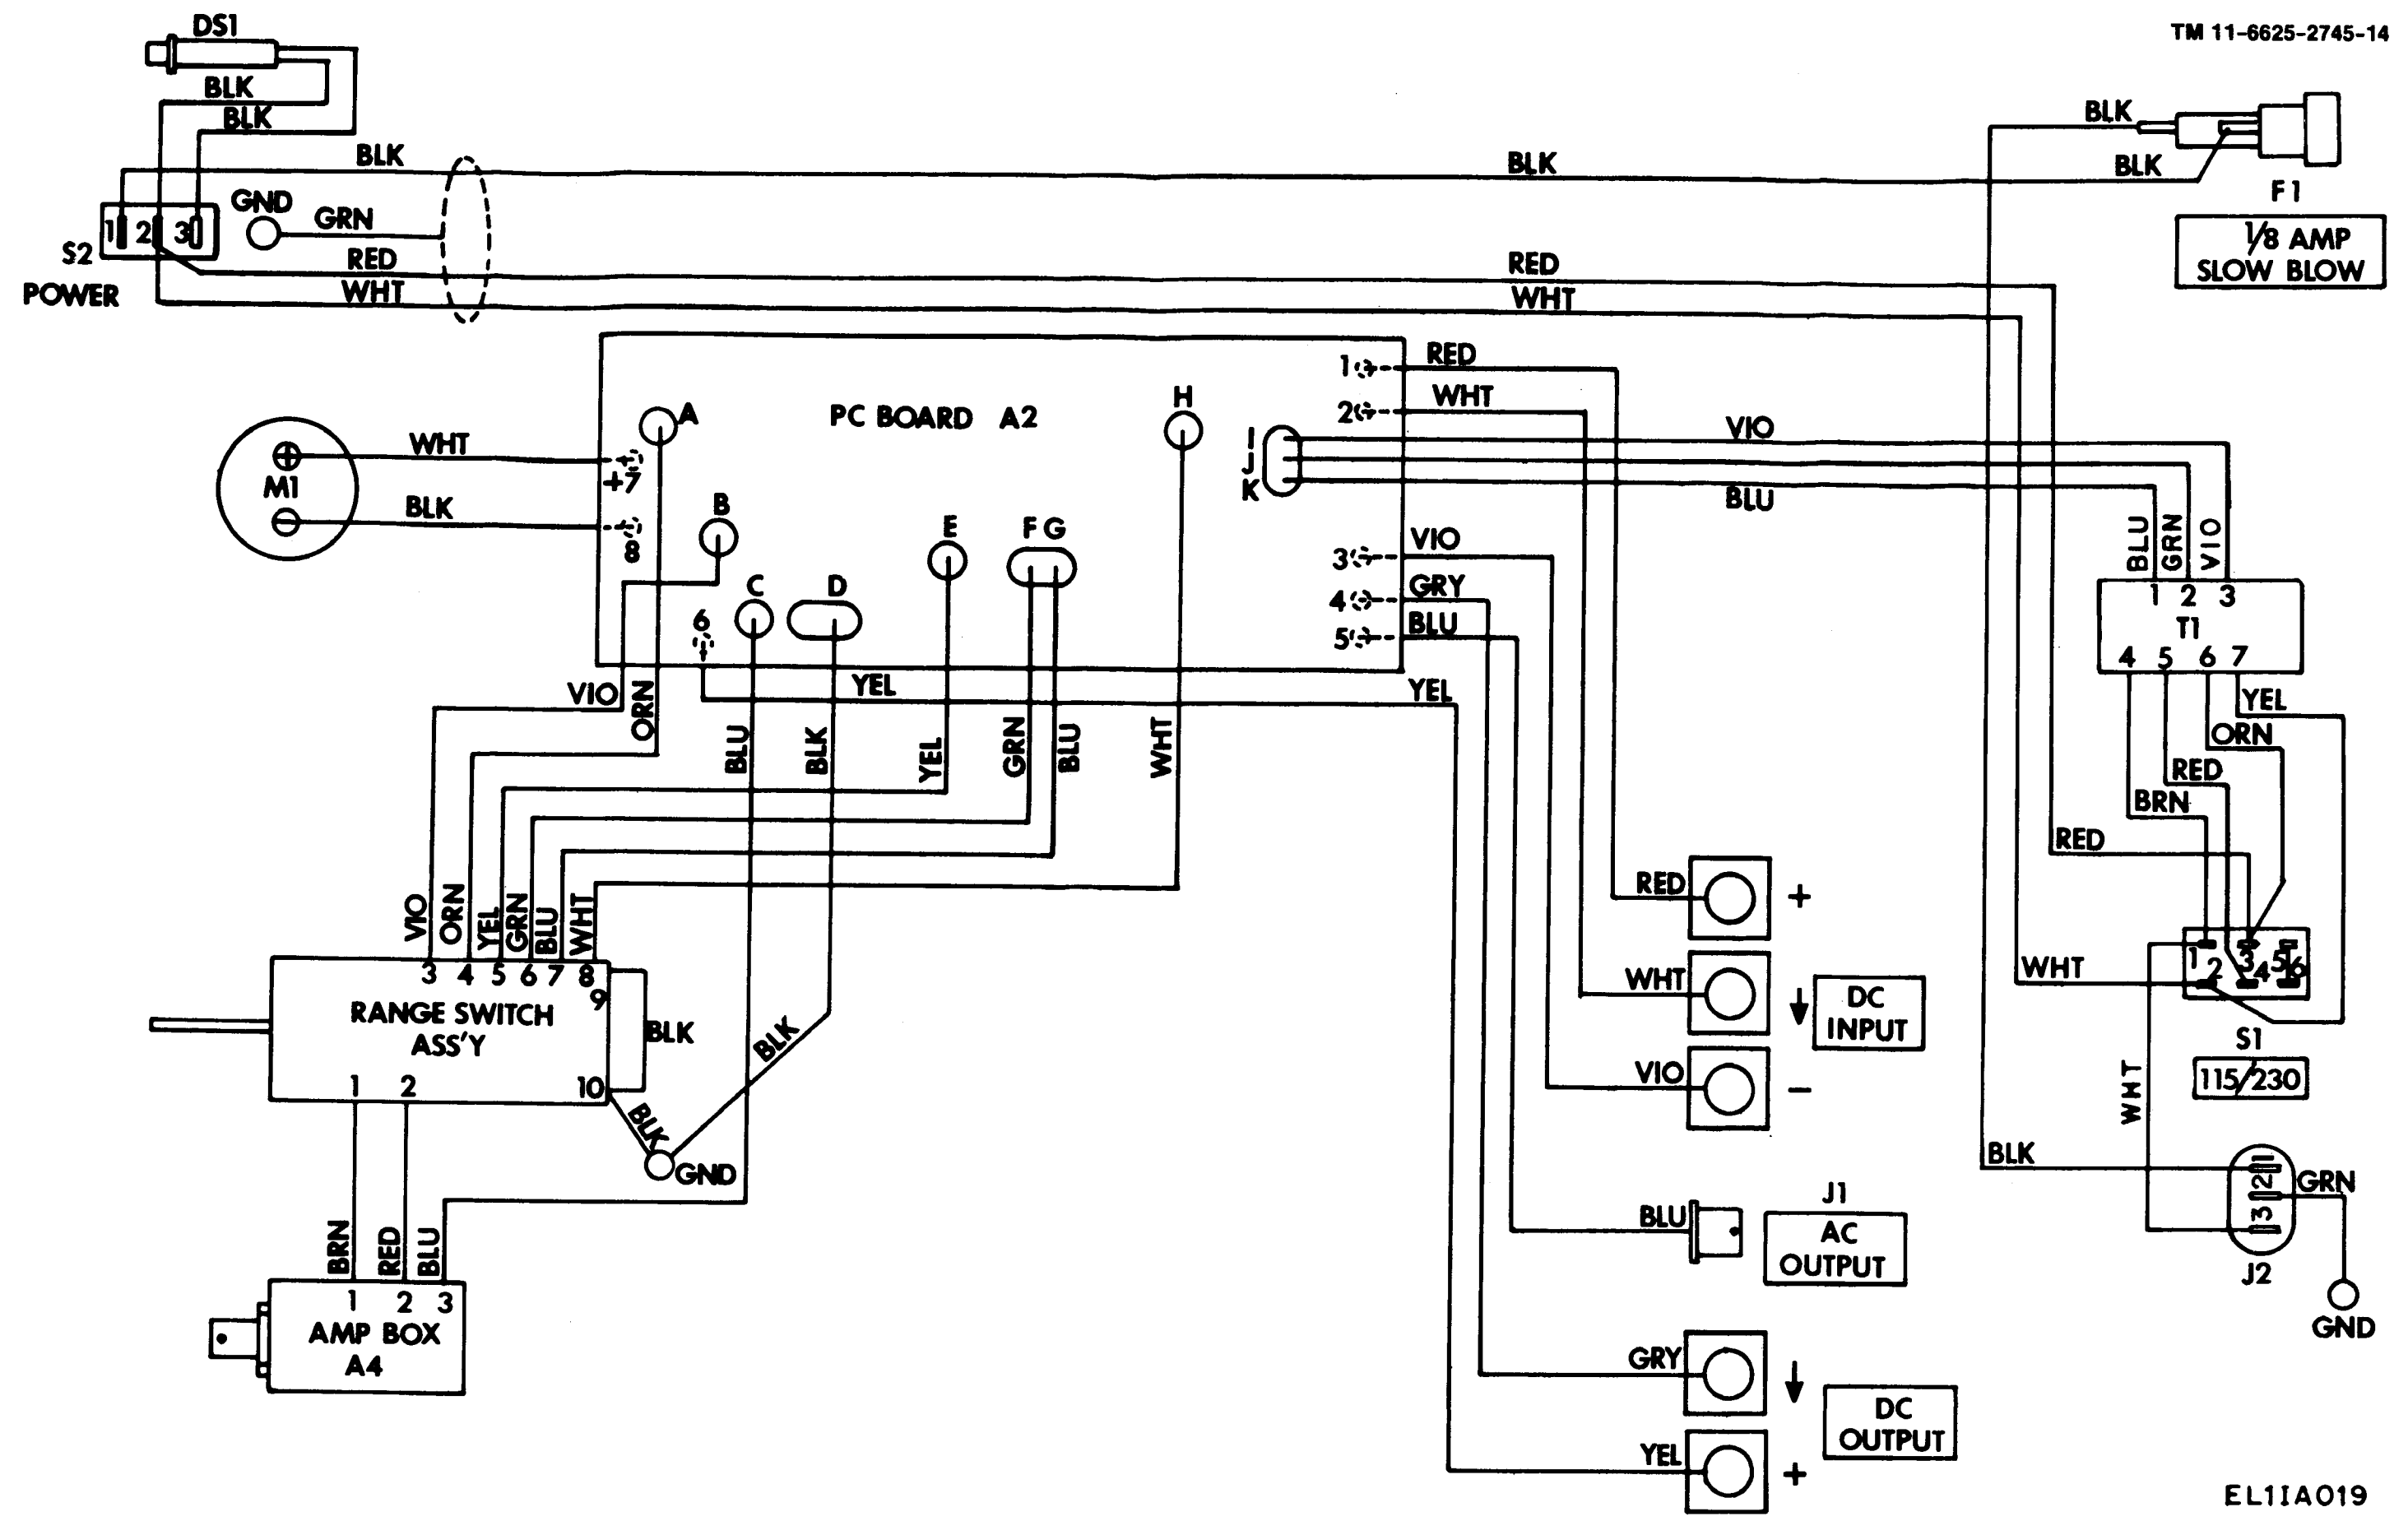 TM 11-6625-2745-14
DS1
BLK
BLK
BLK
BLK
BLK
BLK
F1
1/8 AMP
SLOW BLOW
GND
GRN
1 2 3
S2
POWER
RED
RED
WHT
WHT
PC BOARD A2
A
H
1
RED
2
WHT
I
J
K
VIO
BLU
M1
WHT
+7
BLK
8
B
C
D
E
F G
6
3
VIO
4
GRY
5
BLU
BLU
GRN
VIO
1 2 3
T1
4 5 6 7
YEL
ORN
RED
BRN
RED
VIO
ORN
YEL
YEL
BLU
BLK
YEL
GRN
BLU
WHT
VIO
ORN
YEL
GRN
BLU
WHT
3 4 5 6 7 8
9
RANGE SWITCH
ASS'Y
BLK
1 2 10
BLK
BLK
GND
BRN
RED
BLU
1 2 3
AMP BOX
A4
RED
+
WHT
↓
DC
INPUT
VIO
−
BLU
J1
AC
OUTPUT
GRY
↓
DC
OUTPUT
YEL
+
WHT
1 2 3 4 5 6
S1
115/230
WHT
BLK
1
2
3
GRN
J2
GND
EL1IA019